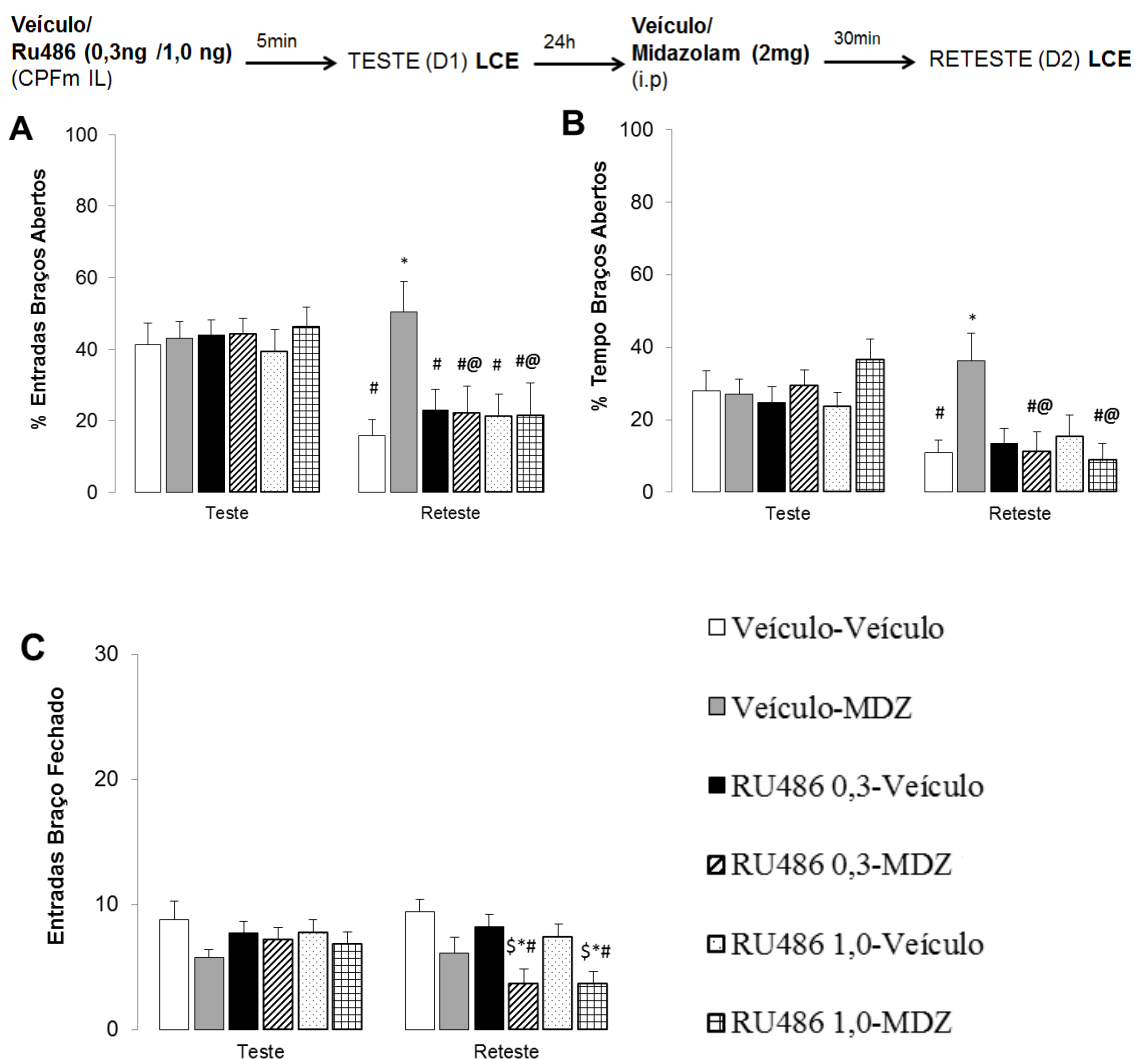 Veículo/
Ru486 (0,3ng /1,0 ng)
(CPFm IL)
5min
TESTE (D1) LCE
24h
Veículo/
Midazolam (2mg)
(i.p)
30min
RETESTE (D2) LCE
A
% Entradas Braços Abertos
100
80
60
40
20
0
*
#
#
#@
#
#@
Teste
Reteste
B
% Tempo Braços Abertos
100
80
60
40
20
0
*
#
#@
#@
Teste
Reteste
C
Entradas Braço Fechado
30
20
10
0
$*#
$*#
Teste
Reteste
Veículo-Veículo
Veículo-MDZ
RU486 0,3-Veículo
RU486 0,3-MDZ
RU486 1,0-Veículo
RU486 1,0-MDZ